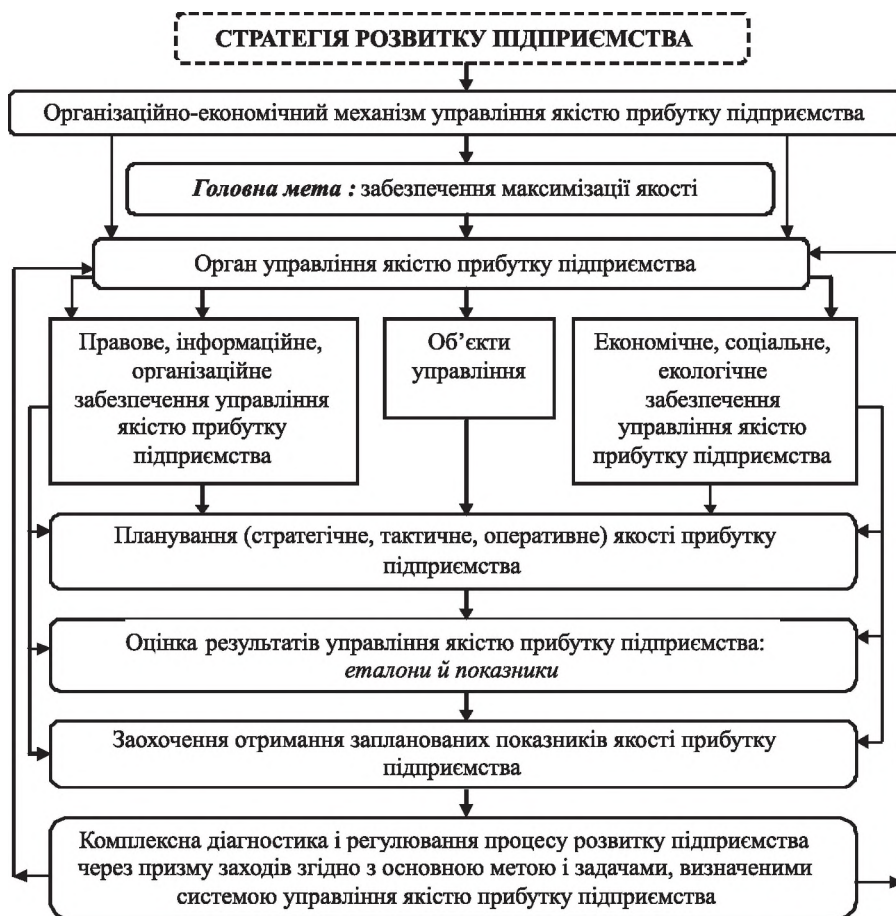 СТРАТЕГІЯ РОЗВИТКУ ПІДПРИЄМСТВА
Організаційно-економічний механізм управління якістю прибутку підприємства
Головна мета : забезпечення максимізації якості
Орган управління якістю прибутку підприємства
Правове, інформаційне,
організаційне
забезпечення управління
якістю прибутку
підприємства
Об’єкти
управління
Економічне, соціальне,
екологічне
забезпечення
управління якістю
прибутку підприємства
Планування (стратегічне, тактичне, оперативне) якості прибутку
підприємства
Оцінка результатів управління якістю прибутку підприємства:
еталони й показники
Заохочення отримання запланованих показників якості прибутку
підприємства
Комплексна діагностика і регулювання процесу розвитку підприємства
через призму заходів згідно з основною метою і задачами, визначеними
системою управління якістю прибутку підприємства